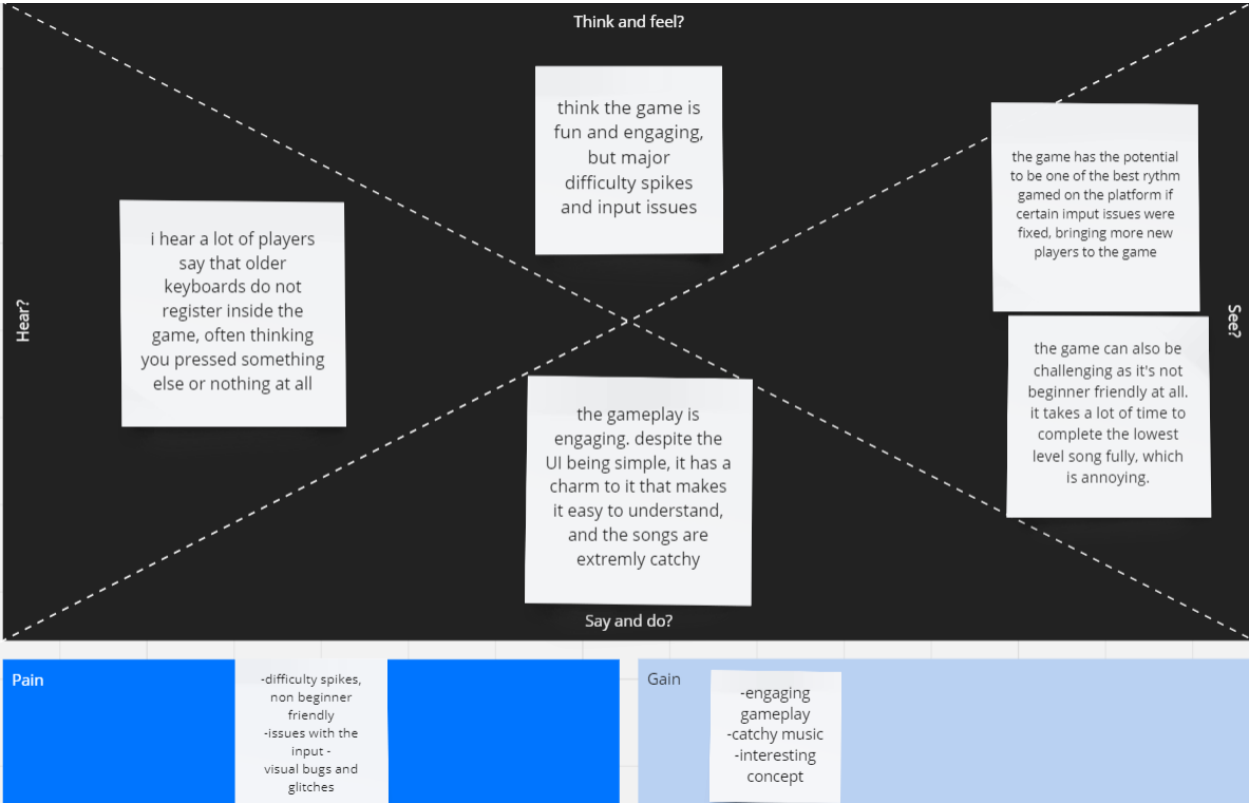 Think and feel?
think the game is
fun and engaging,
but major
difficulty spikes
and input issues
the game has the potential
to be one of the best rythm
gamed on the platform if
certain imput issues were
fixed, bringing more new
players to the game
i hear a lot of players
say that older
keyboards do not
register inside the
game, often thinking
you pressed something
else or nothing at all
Hear?
See?
the game can also be
challenging as it's not
beginner friendly at all.
it takes a lot of time to
complete the lowest
level song fully, which
is annoying.
the gameplay is
engaging. despite the
UI being simple, it has a
charm to it that makes
it easy to understand,
and the songs are
extremly catchy
Say and do?
Pain
-difficulty spikes,
non beginner
friendly
-issues with the
input -
visual bugs and
glitches
Gain
-engaging
gameplay
-catchy music
-interesting
concept